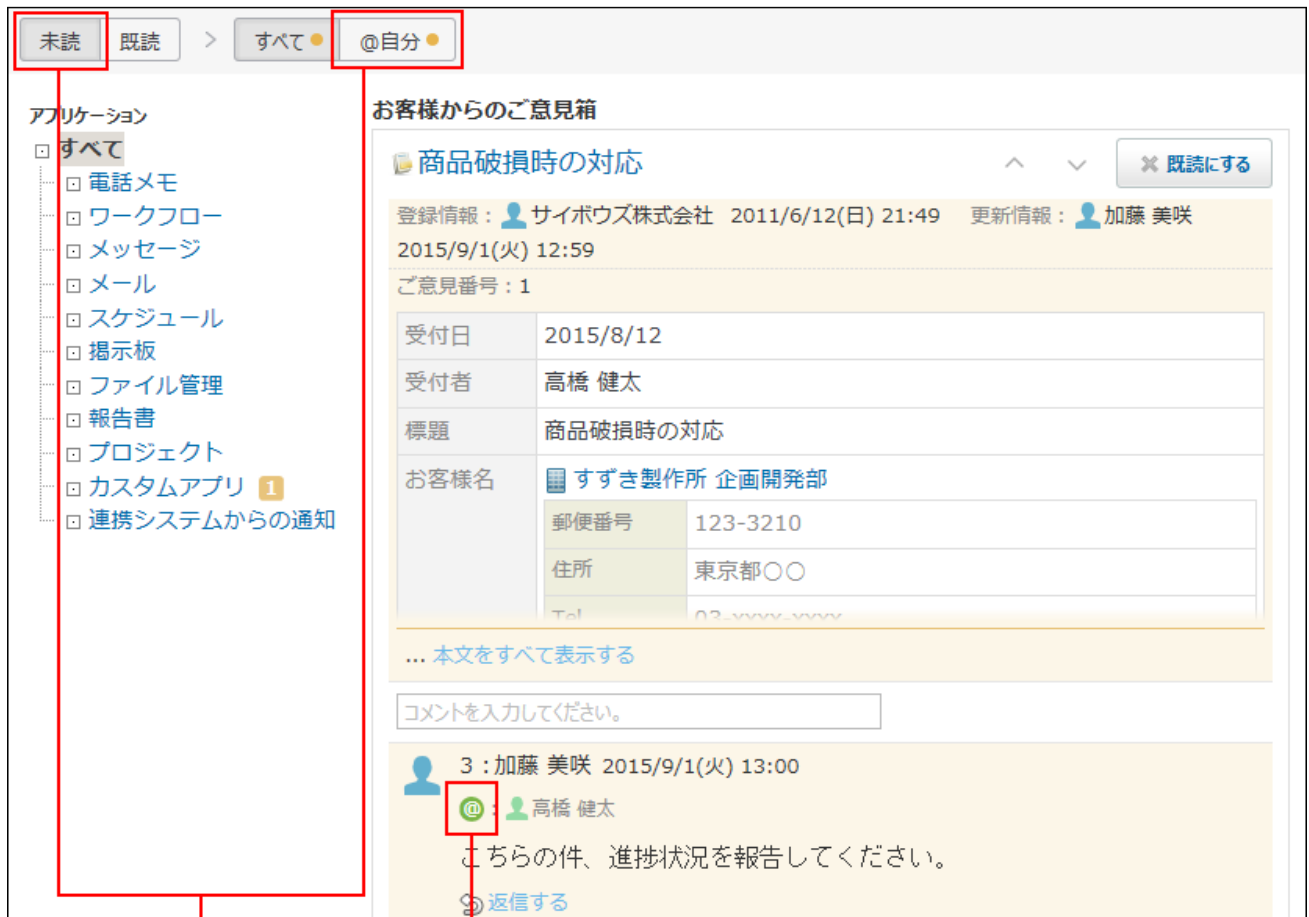 未読 既読 > すべて @自分
アプリケーション
すべて
電話メモ
ワークフロー
メッセージ
メール
スケジュール
掲示板
ファイル管理
報告書
プロジェクト
カスタムアプリ 1
連携システムからの通知
お客様からのご意見箱
商品破損時の対応 既読にする
登録情報： サイボウズ株式会社 2011/6/12(日) 21:49 更新情報： 加藤 美咲
2015/9/1(火) 12:59
ご意見番号：1
受付日 2015/8/12
受付者 高橋 健太
標題 商品破損時の対応
お客様名 すずき製作所 企画開発部
郵便番号 123-3210
住所 東京都○○
Tel 03-xxxx-xxxx
... 本文をすべて表示する
コメントを入力してください。
3：加藤 美咲 2015/9/1(火) 13:00
@： 高橋 健太
こちらの件、進捗状況を報告してください。
返信する